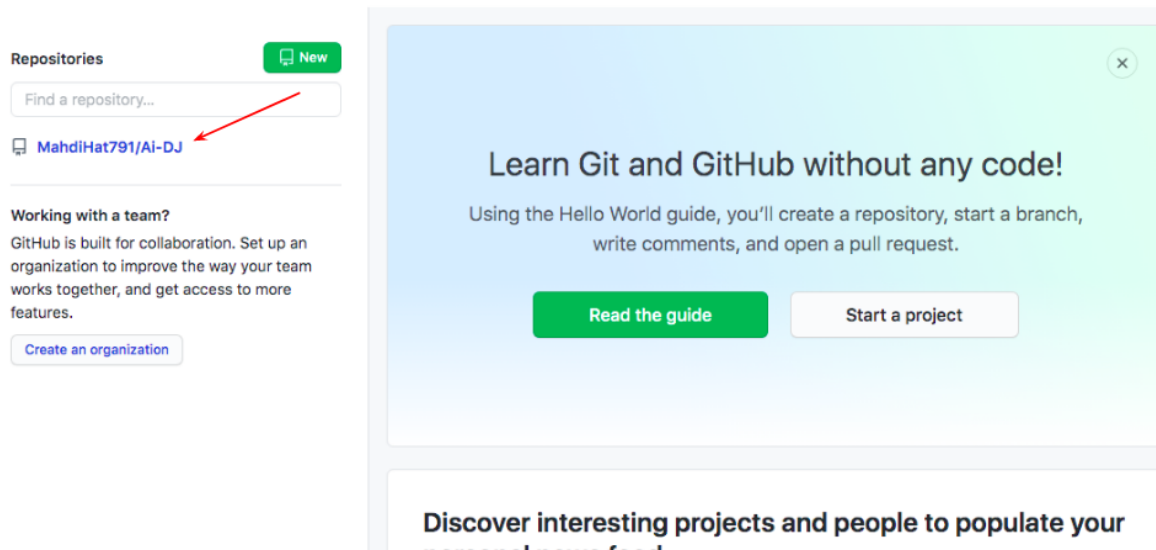 Repositories
New
Find a repository...
MahdiHat791/Ai-DJ
Working with a team?
GitHub is built for collaboration. Set up an
organization to improve the way your team
works together, and get access to more
features.
Create an organization
Learn Git and GitHub without any code!
Using the Hello World guide, you'll create a repository, start a branch,
write comments, and open a pull request.
Read the guide
Start a project
Discover interesting projects and people to populate your
personal news feed